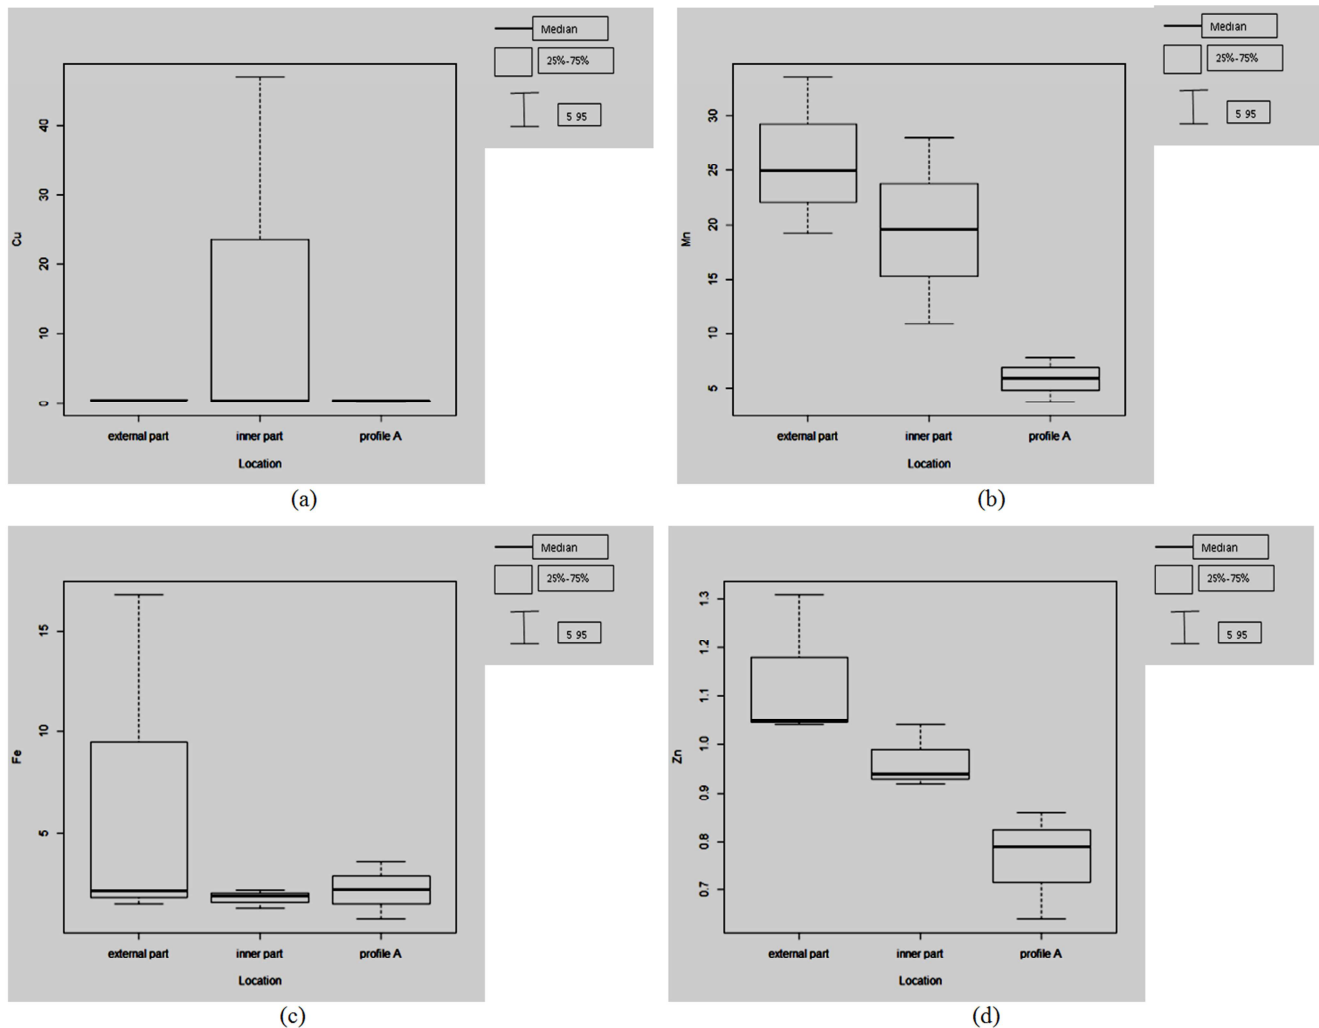 Median
25%-75%
5 95
Cu
40
30
20
10
0
external part inner part profile A
Location
(a)
Median
25%-75%
5 95
Mn
30
25
20
15
10
5
external part inner part profile A
Location
(b)
Median
25%-75%
5 95
Fe
15
10
5
external part inner part profile A
Location
(c)
Median
25%-75%
5 95
Zn
1.3
1.2
1.1
1.0
0.9
0.8
0.7
external part inner part profile A
Location
(d)